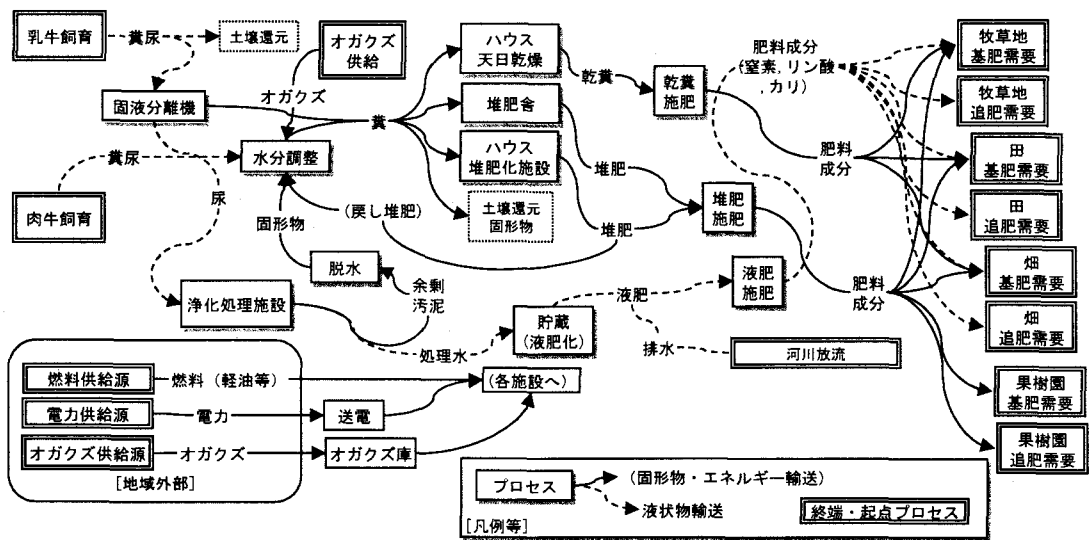 乳牛飼育
糞尿
土壌還元
オガクズ
供給
ハウス
天日乾燥
乾糞
乾糞
施肥
肥料成分
(窒素,リン酸
,カリ)
牧草地
基肥需要
牧草地
追肥需要
固液分離機
オガクズ
糞
堆肥舎
ハウス
堆肥化施設
土壌還元
固形物
肥料
成分
田
基肥需要
田
追肥需要
糞尿
水分調整
肉牛飼育
尿
固形物
(戻し堆肥)
堆肥
堆肥
堆肥
施肥
脱水
余剰
汚泥
浄化処理施設
処理水
貯蔵
(液肥化)
液肥
液肥
施肥
排水
河川放流
肥料
成分
畑
基肥需要
畑
追肥需要
果樹園
基肥需要
果樹園
追肥需要
燃料供給源
燃料(軽油等)
(各施設へ)
電力供給源
電力
送電
オガクズ供給源
オガクズ
オガクズ庫
[地域外部]
プロセス
(固形物・エネルギー輸送)
液状物輸送
終端・起点プロセス
[凡例等]